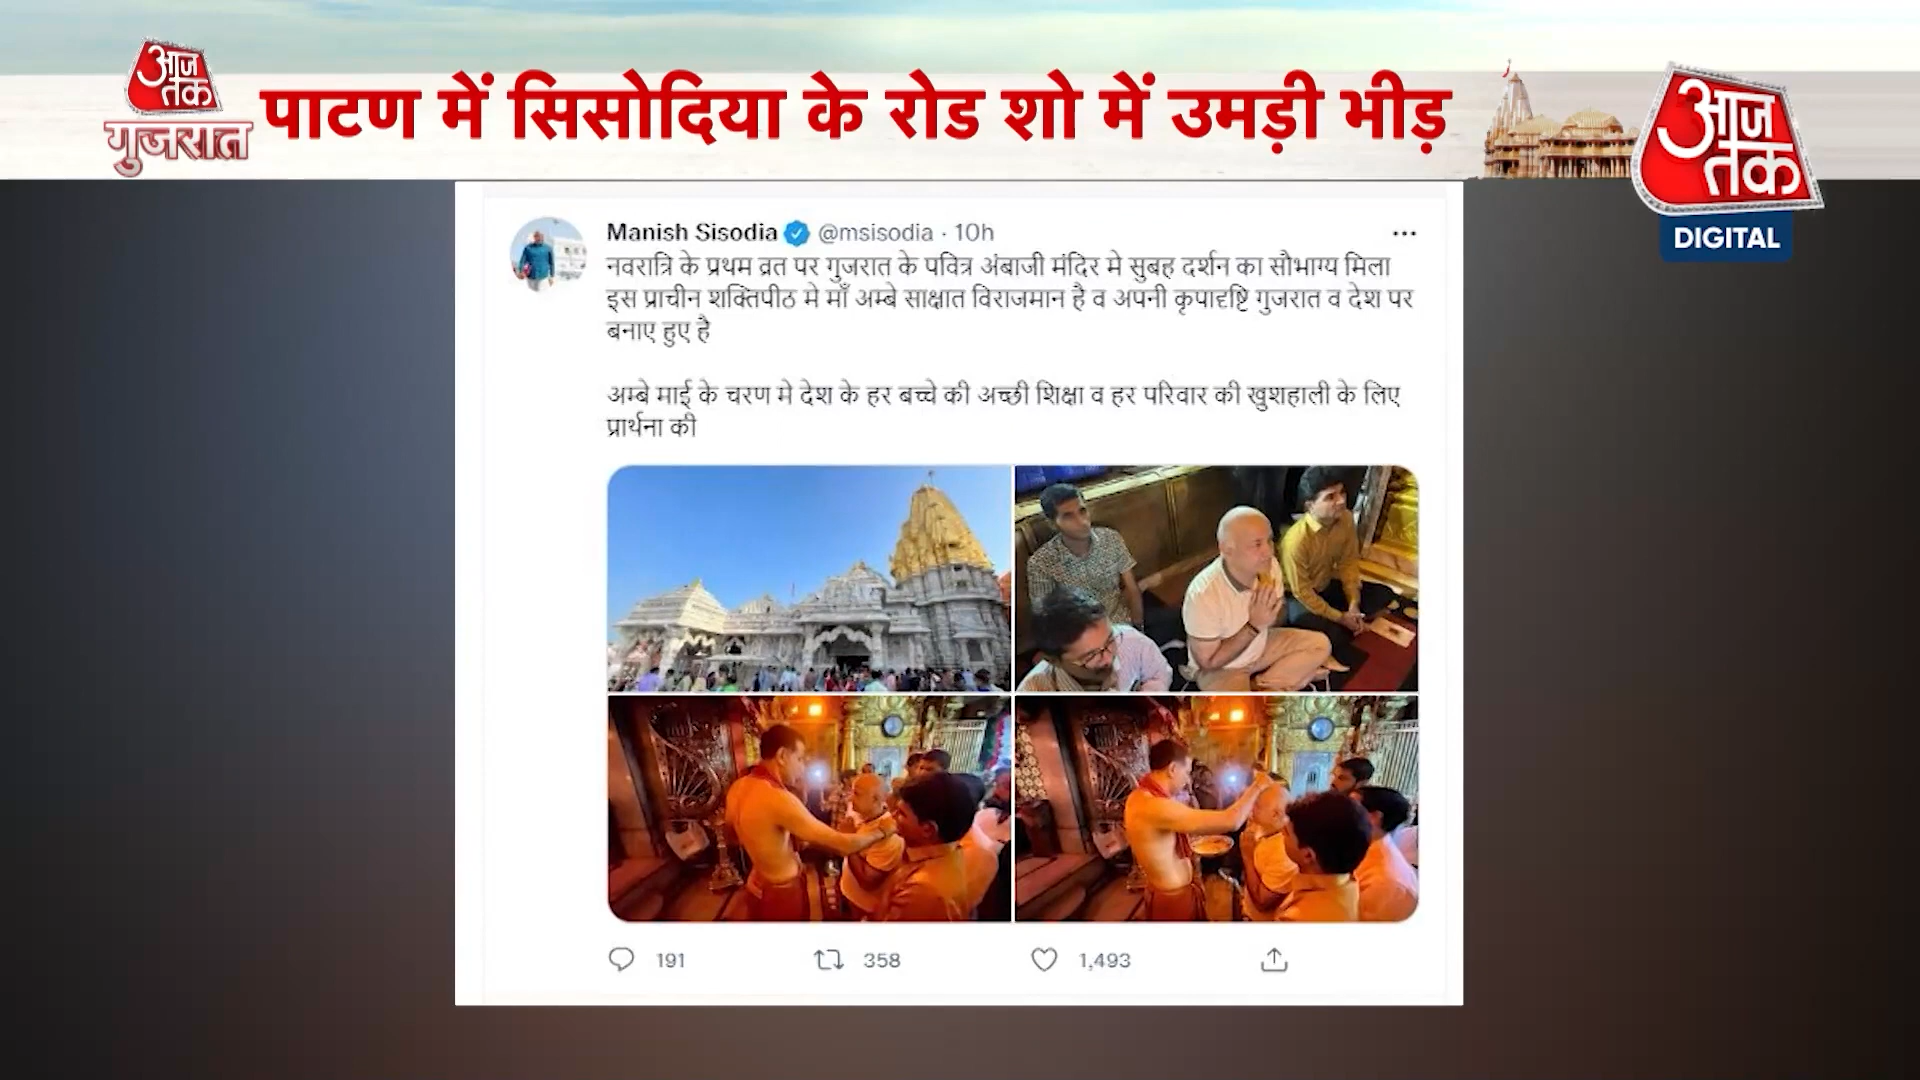 आज
तक
गुजरात
पाटण में सिसोदिया के रोड शो में उमड़ी भीड़
आज
तक
DIGITAL
Manish Sisodia @msisodia · 10h
नवरात्रि के प्रथम व्रत पर गुजरात के पवित्र अंबाजी मंदिर मे सुबह दर्शन का सौभाग्य मिला
इस प्राचीन शक्तिपीठ मे माँ अम्बे साक्षात विराजमान है व अपनी कृपादृष्टि गुजरात व देश पर
बनाए हुए है
अम्बे माई के चरण मे देश के हर बच्चे की अच्छी शिक्षा व हर परिवार की खुशहाली के लिए
प्रार्थना की
191 358 1,493